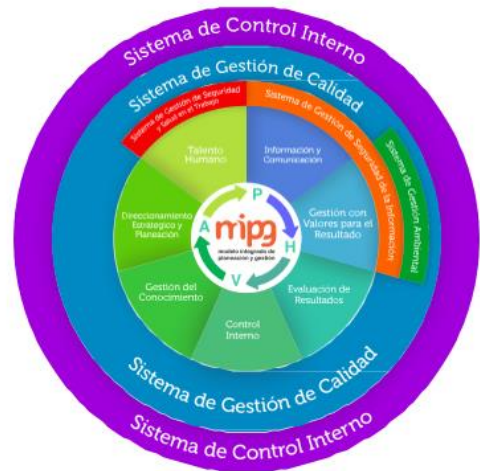 Sistema de Control Interno
Sistema de Gestión de Calidad
Sistema de Gestión de Seguridad
y Salud en el Trabajo
Sistema de Gestión de Seguridad de la Información
Sistema de Gestión Ambiental
Talento
Humano
Información y
Comunicación
Direccionamiento
Estratégico y
Planeación
Gestión con
Valores para el
Resultado
Gestión del
Conocimiento
Evaluación de
Resultados
Control
Interno
P
H
V
A
mipg
modelo integrado de
planeación y gestión
Sistema de Gestión de Calidad
Sistema de Control Interno